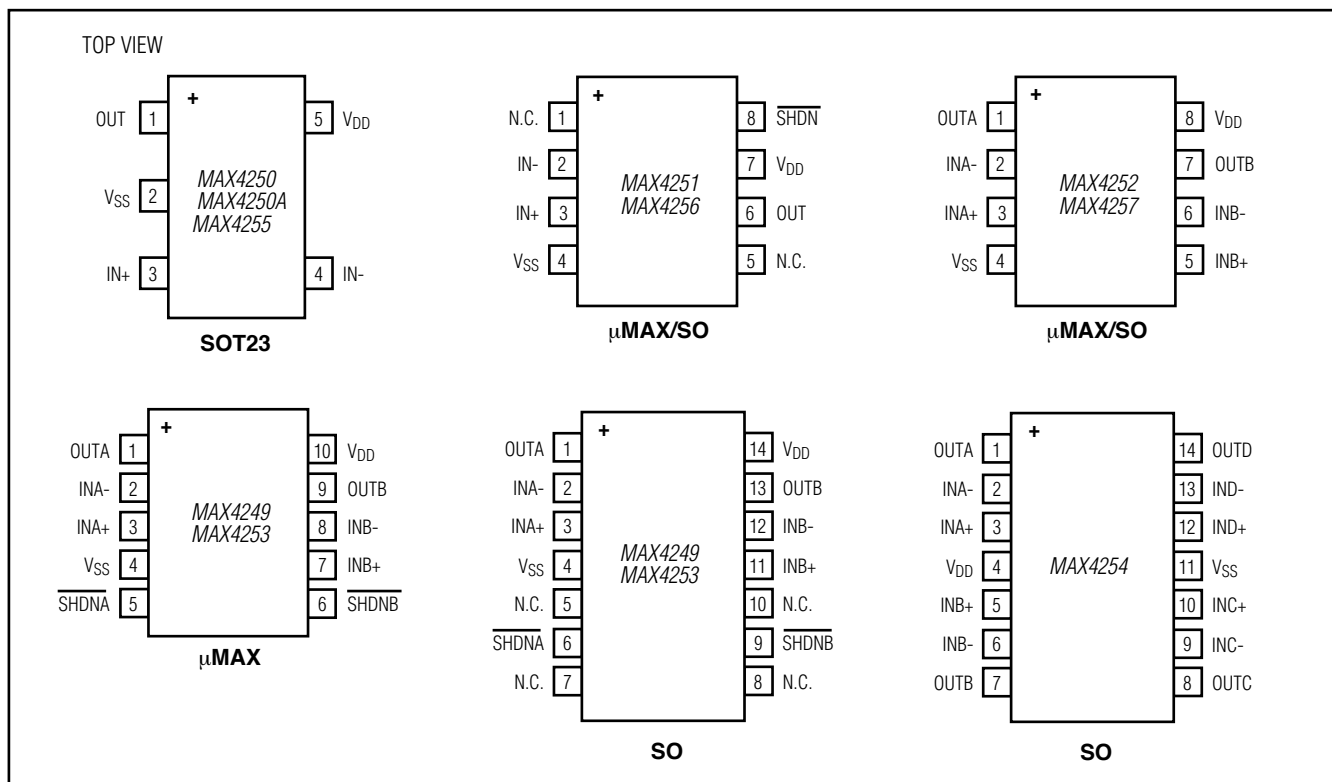 TOP VIEW
+
OUT 1
5 VDD
VSS 2
MAX4250
MAX4250A
MAX4255
IN+ 3
4 IN-
SOT23
+
N.C. 1
8 SHDN
IN- 2
7 VDD
MAX4251
MAX4256
IN+ 3
6 OUT
VSS 4
5 N.C.
µMAX/SO
+
OUTA 1
8 VDD
INA- 2
7 OUTB
MAX4252
MAX4257
INA+ 3
6 INB-
VSS 4
5 INB+
µMAX/SO
+
OUTA 1
10 VDD
INA- 2
9 OUTB
MAX4249
MAX4253
INA+ 3
8 INB-
VSS 4
7 INB+
SHDNA 5
6 SHDNB
µMAX
+
OUTA 1
14 VDD
INA- 2
13 OUTB
INA+ 3
12 INB-
MAX4249
MAX4253
VSS 4
11 INB+
N.C. 5
10 N.C.
SHDNA 6
9 SHDNB
N.C. 7
8 N.C.
SO
+
OUTA 1
14 OUTD
INA- 2
13 IND-
INA+ 3
12 IND+
VDD 4
MAX4254
11 VSS
INB+ 5
10 INC+
INB- 6
9 INC-
OUTB 7
8 OUTC
SO